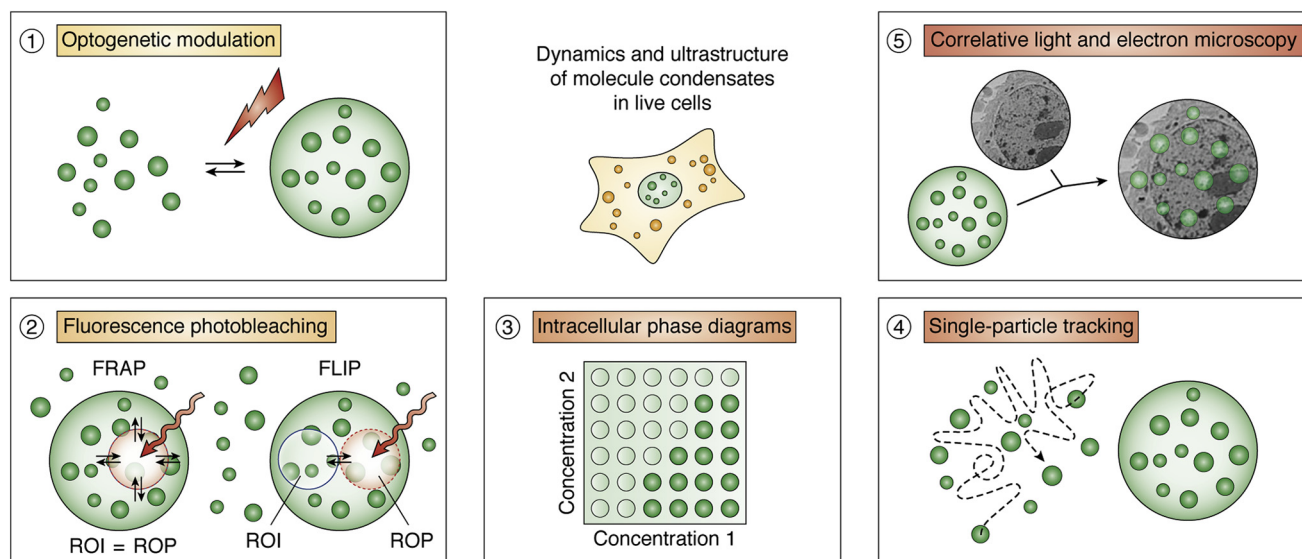 ① Optogenetic modulation
Dynamics and ultrastructure
of molecule condensates
in live cells
⑤ Correlative light and electron microscopy
② Fluorescence photobleaching
FRAP
FLIP
ROI = ROP
ROI
ROP
③ Intracellular phase diagrams
Concentration 2
Concentration 1
④ Single-particle tracking